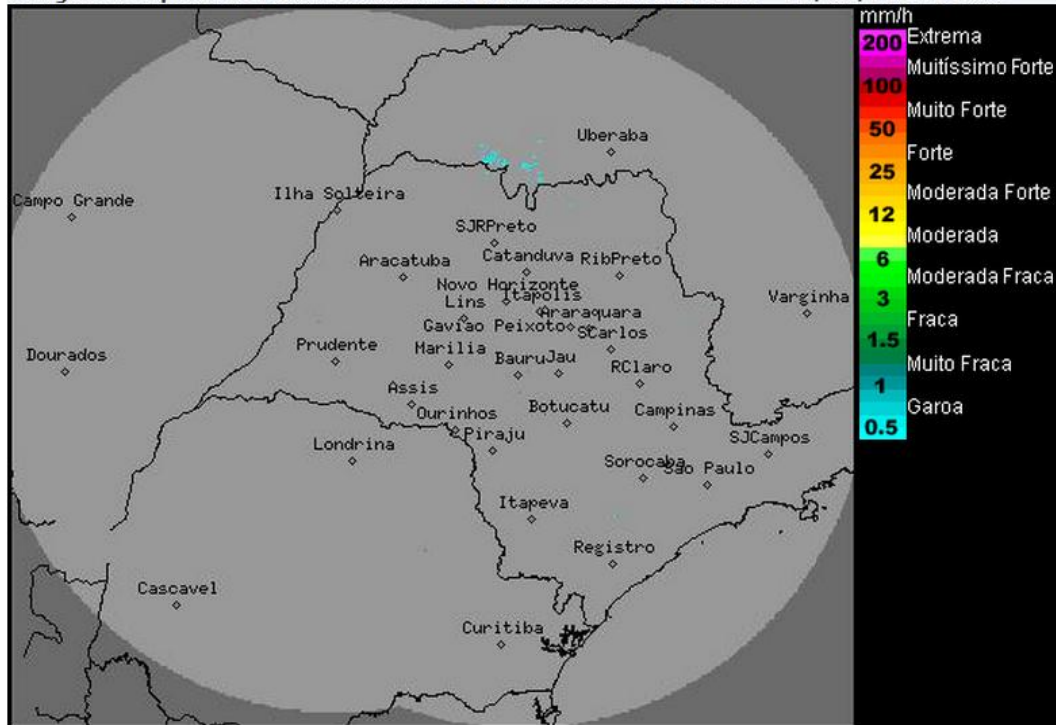 mm/h
200 Extrema
Muitíssimo Forte
100
Muito Forte
50
Forte
25
Moderada Forte
12
Moderada
6
Moderada Fraca
3
Fraca
1.5
Muito Fraca
1
Garoa
0.5
Uberaba
Campo Grande
Ilha Solteira
SJRPreto
Catanduva
Aracatuba
RibPreto
Novo Horizonte
Itapolis
Lins
Araraquara
Varginha
Gaviao Peixoto
SCarlos
Dourados
Prudente
Marilia
Bauru
Jau
RClaro
Assis
Ourinhos
Botucatu
Campinas
Piraju
Londrina
SJCampos
Sorocaba
Sao Paulo
Itapeva
Registro
Cascavel
Curitiba